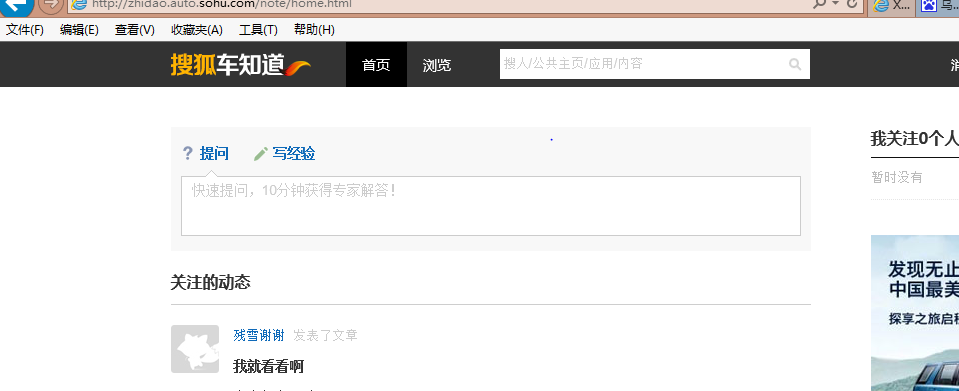 http://zhidao.auto.sohu.com/note/home.html
X...
文件(F) 编辑(E) 查看(V) 收藏夹(A) 工具(T) 帮助(H)
搜狐车知道 首页 浏览 搜人/公共主页/应用/内容
提问 写经验
快速提问，10分钟获得专家解答！
关注的动态
残雪谢谢 发表了文章
我就看看啊
我关注0个人
暂时没有
发现无止
中国最美
探享之旅启程